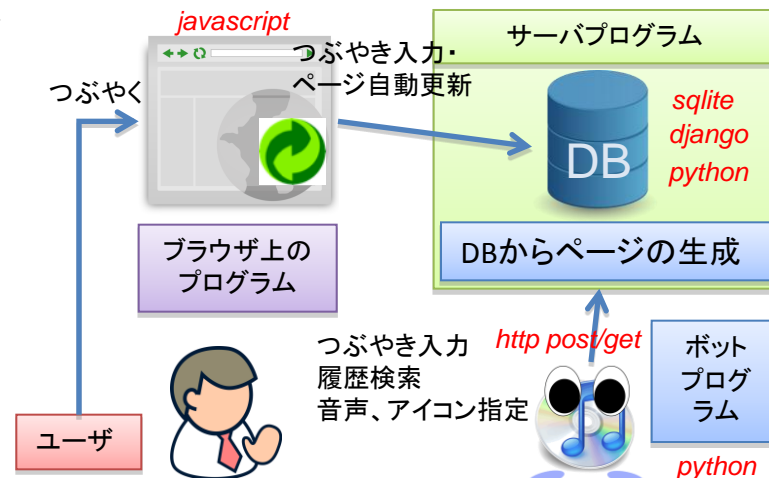 javascript
つぶやき入力・
ページ自動更新
つぶやく
サーバプログラム
DB
sqlite
django
python
DBからページの生成
ブラウザ上の
プログラム
つぶやき入力
履歴検索
音声、アイコン指定
http post/get
ボット
プログ
ラム
python
ユーザ